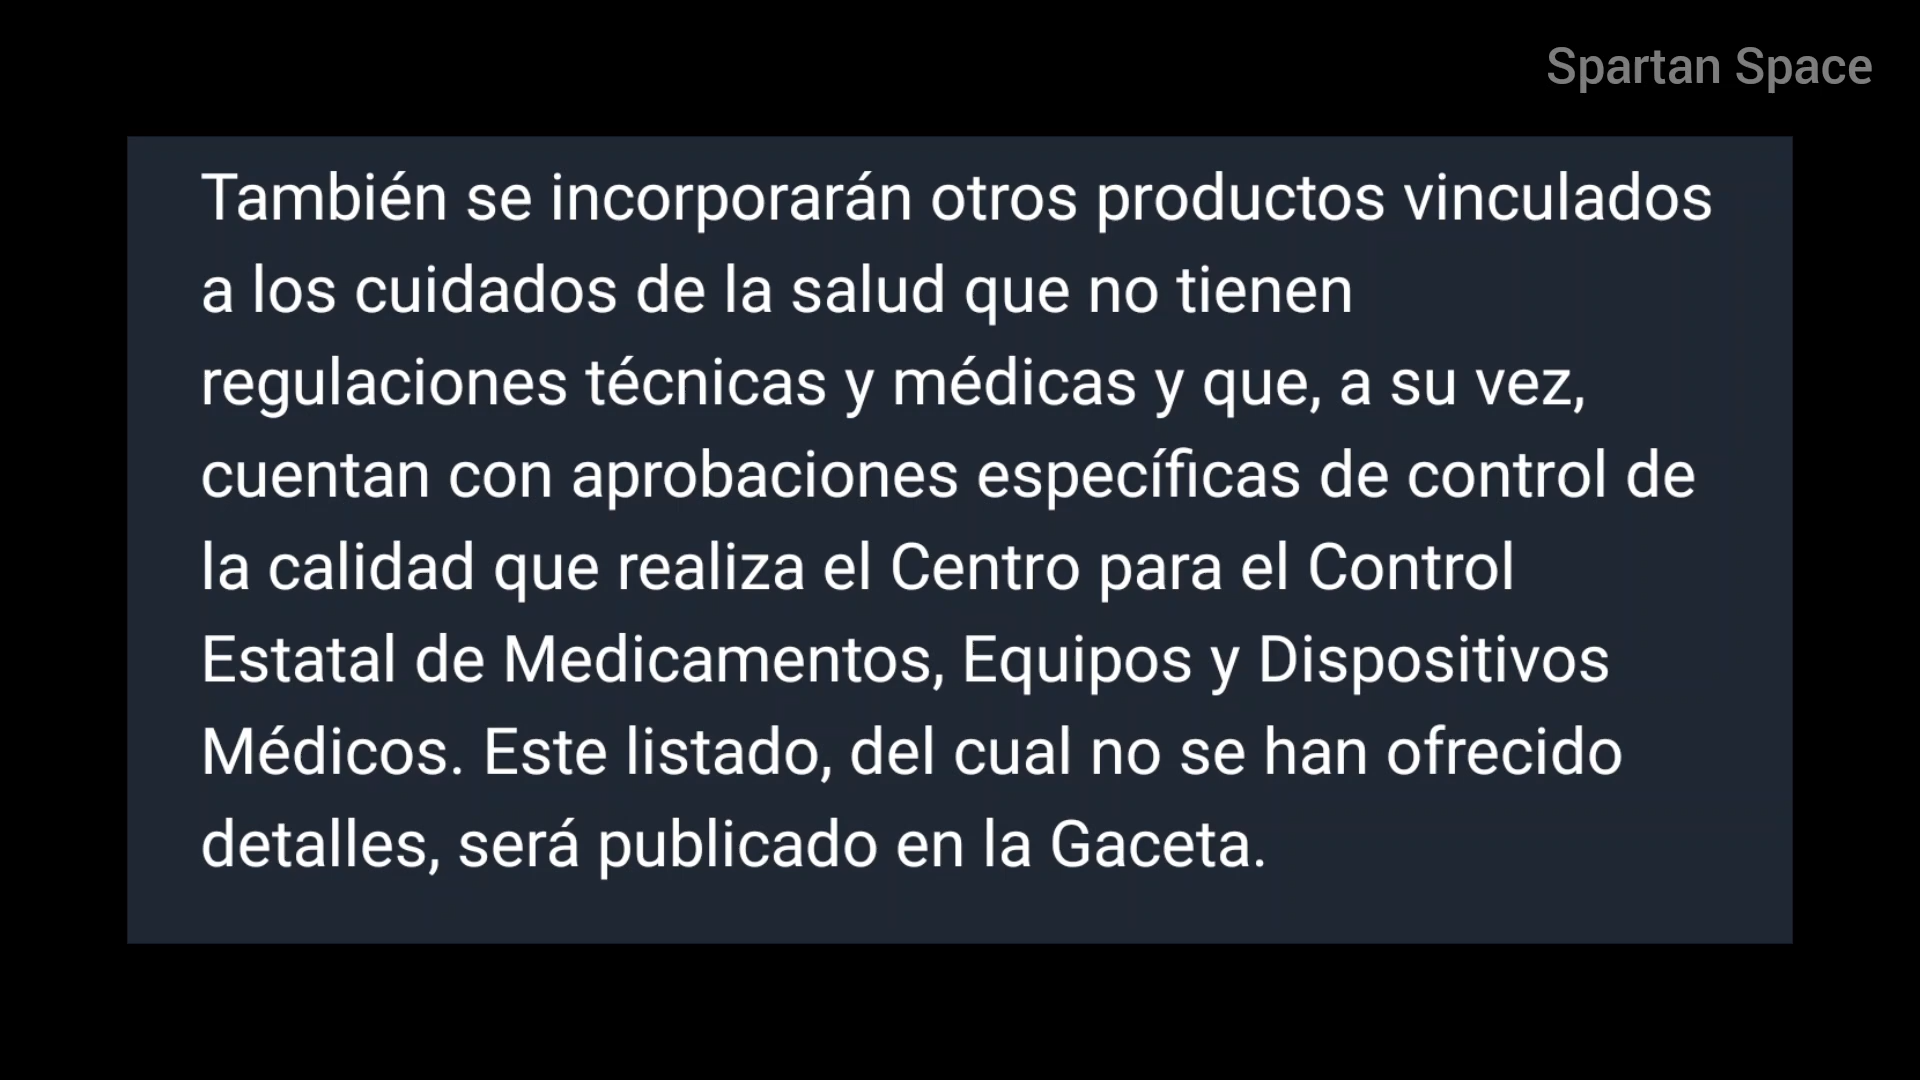 Spartan Space
También se incorporarán otros productos vinculados
a los cuidados de la salud que no tienen
regulaciones técnicas y médicas y que, a su vez,
cuentan con aprobaciones específicas de control de
la calidad que realiza el Centro para el Control
Estatal de Medicamentos, Equipos y Dispositivos
Médicos. Este listado, del cual no se han ofrecido
detalles, será publicado en la Gaceta.